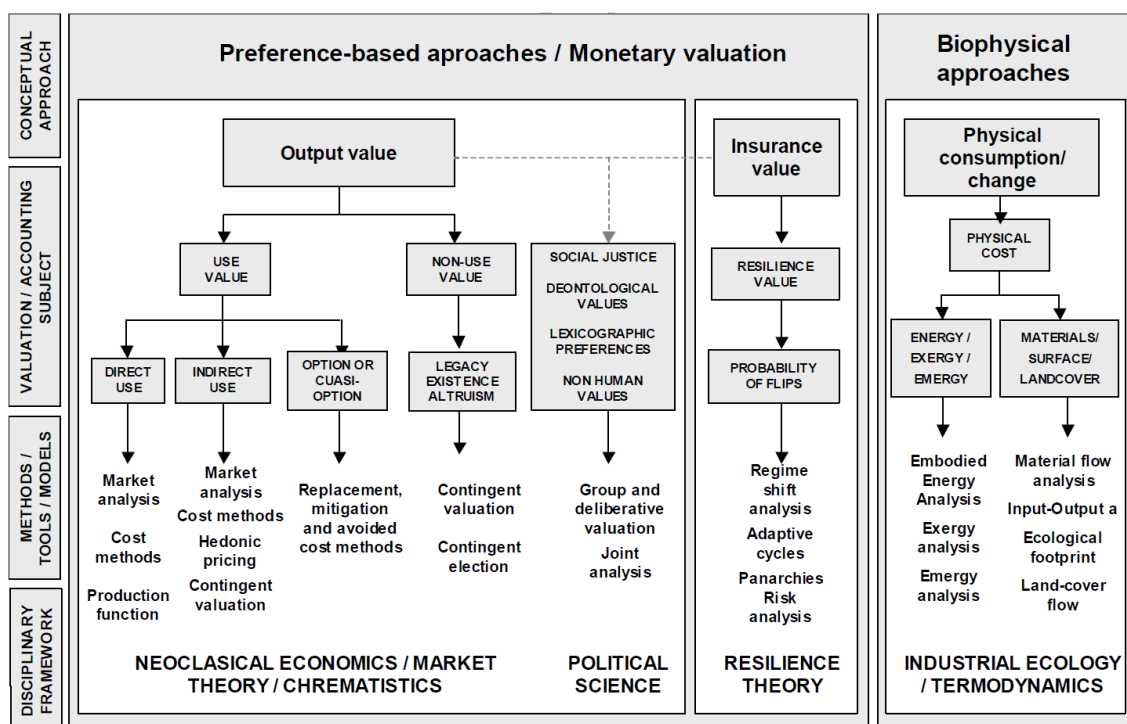 CONCEPTUAL
APPROACH
VALUATION / ACCOUNTING
SUBJECT
METHODS /
TOOLS / MODELS
DISCIPLINARY
FRAMEWORK
Preference-based aproaches / Monetary valuation
Output value
USE
VALUE
NON-USE
VALUE
DIRECT
USE
INDIRECT
USE
OPTION OR
CUASI-
OPTION
LEGACY
EXISTENCE
ALTRUISM
SOCIAL JUSTICE
DEONTOLOGICAL
VALUES
LEXICOGRAPHIC
PREFERENCES
NON HUMAN
VALUES
Market
analysis
Cost
methods
Production
function
Market
analysis
Cost methods
Hedonic
pricing
Contingent
valuation
Replacement,
mitigation
and avoided
cost methods
Contingent
valuation
Contingent
election
Group and
deliberative
valuation
Joint
analysis
NEOCLASICAL ECONOMICS / MARKET
THEORY / CHREMATISTICS
POLITICAL
SCIENCE
Insurance
value
RESILIENCE
VALUE
PROBABILITY
OF FLIPS
Regime
shift
analysis
Adaptive
cycles
Panarchies
Risk
analysis
RESILIENCE
THEORY
Biophysical
approaches
Physical
consumption/
change
PHYSICAL
COST
ENERGY /
EXERGY /
EMERGY
MATERIALS/
SURFACE/
LANDCOVER
Embodied
Energy
Analysis
Exergy
analysis
Emergy
analysis
Material flow
analysis
Input-Output a
Ecological
footprint
Land-cover
flow
INDUSTRIAL ECOLOGY
/ TERMODYNAMICS